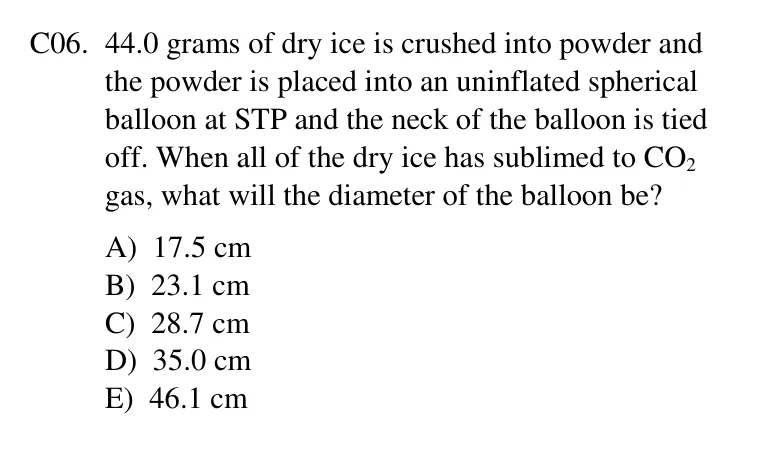 C06. 44.0 grams of dry ice is crushed into powder and
the powder is placed into an uninflated spherical
balloon at STP and the neck of the balloon is tied
off. When all of the dry ice has sublimed to CO₂
gas, what will the diameter of the balloon be?
A) 17.5 cm
B) 23.1 cm
C) 28.7 cm
D) 35.0 cm
E) 46.1 cm